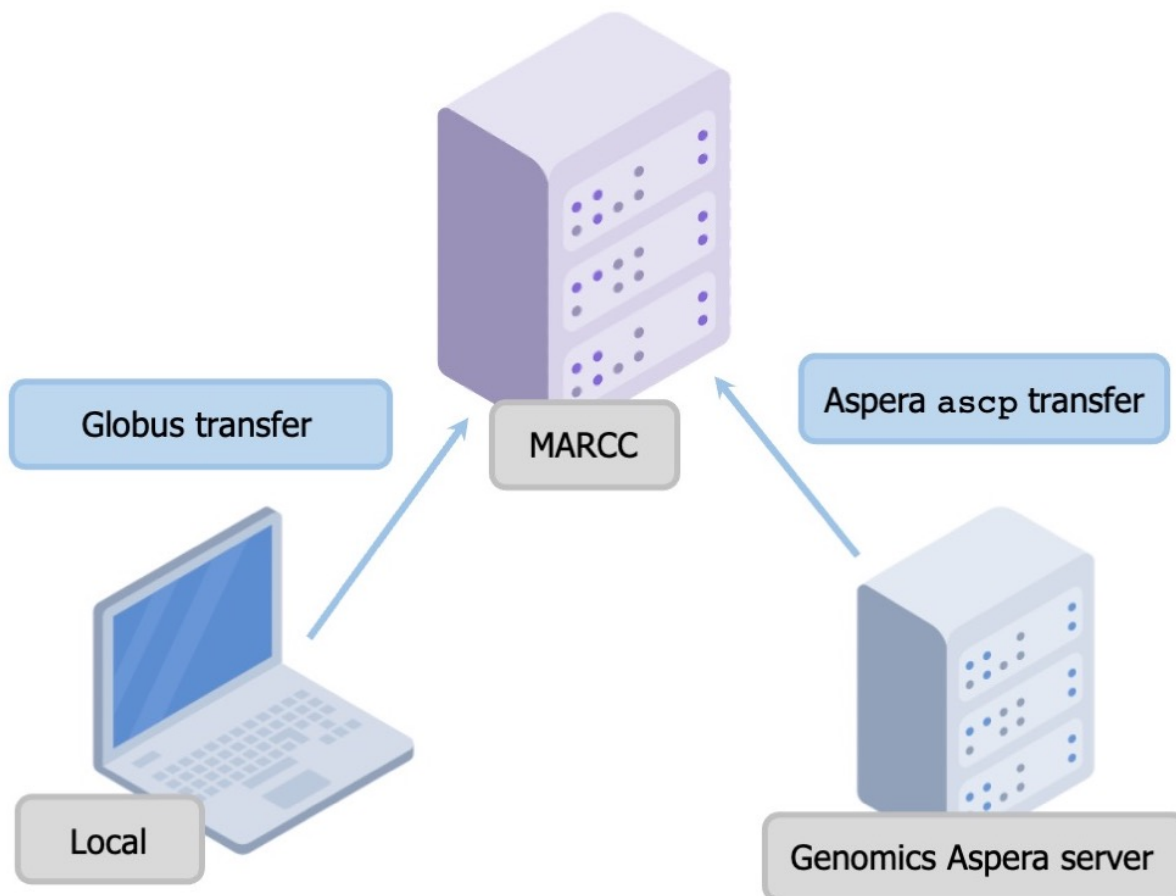 Globus transfer
Aspera ascp transfer
MARCC
Local
Genomics Aspera server